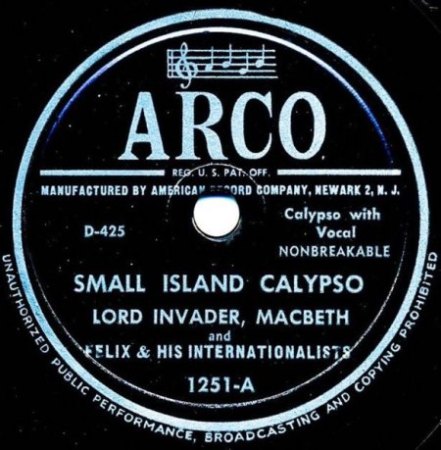 ARCO
REG. U. S. PAT. OFF.
MANUFACTURED BY AMERICAN RECORD COMPANY, NEWARK 2, N. J.
D-425
Calypso with
Vocal
NONBREAKABLE
SMALL ISLAND CALYPSO
LORD INVADER, MACBETH
and
FELIX & HIS INTERNATIONALISTS
1251-A
UNAUTHORIZED PUBLIC PERFORMANCE, BROADCASTING AND COPYING PROHIBITED